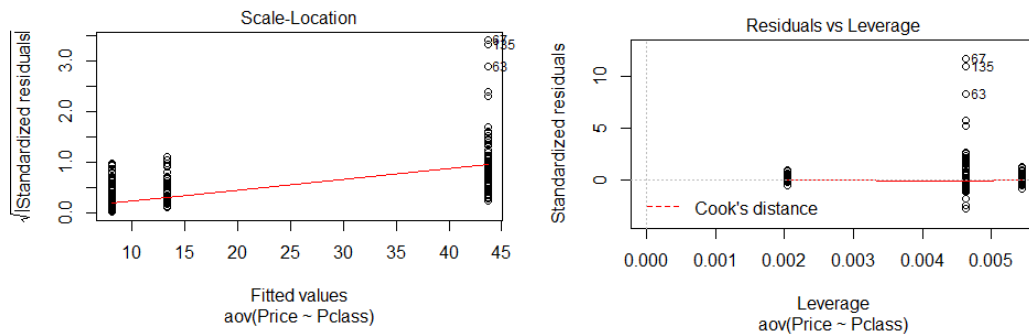 Scale-Location
√|Standardized residuals|
0.0 1.0 2.0 3.0
67
135
63
10 15 20 25 30 35 40 45
Fitted values
aov(Price ~ Pclass)
Residuals vs Leverage
Standardized residuals
0 5 10
67
135
63
Cook's distance
0.000 0.001 0.002 0.003 0.004 0.005
Leverage
aov(Price ~ Pclass)